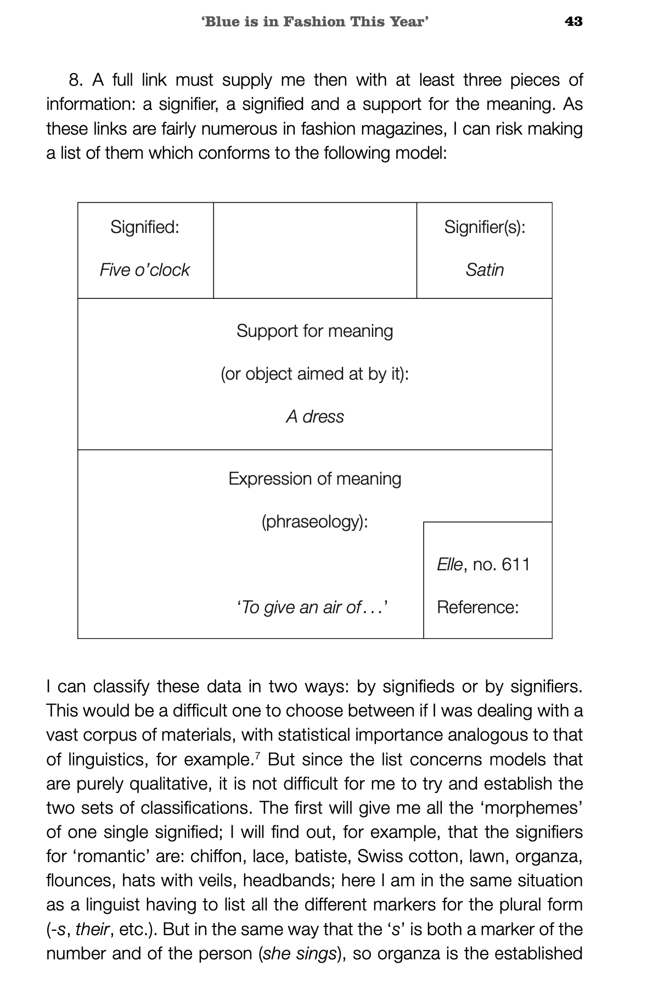 ‘Blue is in Fashion This Year’ 43
8. A full link must supply me then with at least three pieces of
information: a signifier, a signified and a support for the meaning. As
these links are fairly numerous in fashion magazines, I can risk making
a list of them which conforms to the following model:
Signified:
Five o’clock
Signifier(s):
Satin
Support for meaning
(or object aimed at by it):
A dress
Expression of meaning
(phraseology):
‘To give an air of . . .’
Elle, no. 611
Reference:
I can classify these data in two ways: by signifieds or by signifiers.
This would be a difficult one to choose between if I was dealing with a
vast corpus of materials, with statistical importance analogous to that
of linguistics, for example.⁷ But since the list concerns models that
are purely qualitative, it is not difficult for me to try and establish the
two sets of classifications. The first will give me all the ‘morphemes’
of one single signified; I will find out, for example, that the signifiers
for ‘romantic’ are: chiffon, lace, batiste, Swiss cotton, lawn, organza,
flounces, hats with veils, headbands; here I am in the same situation
as a linguist having to list all the different markers for the plural form
(-s, their, etc.). But in the same way that the ‘s’ is both a marker of the
number and of the person (she sings), so organza is the established